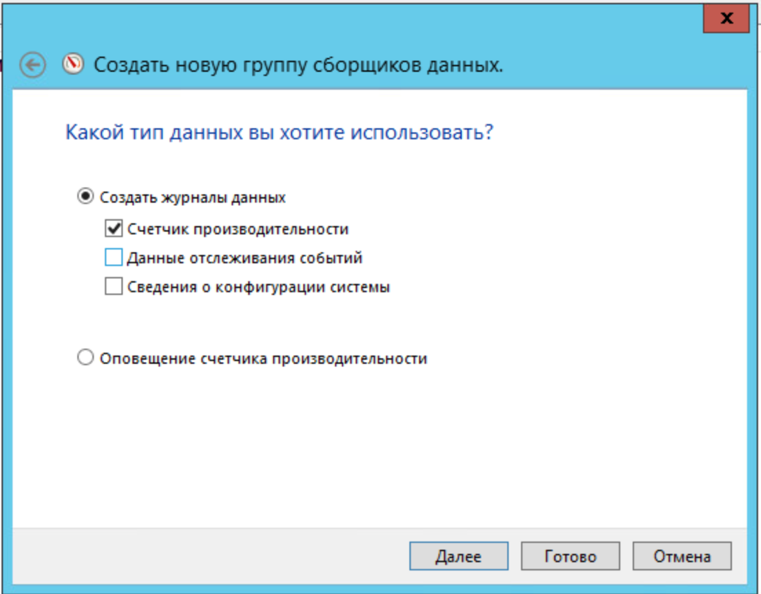 x
Создать новую группу сборщиков данных.
Какой тип данных вы хотите использовать?
Создать журналы данных
Счетчик производительности
Данные отслеживания событий
Сведения о конфигурации системы
Оповещение счетчика производительности
Далее Готово Отмена